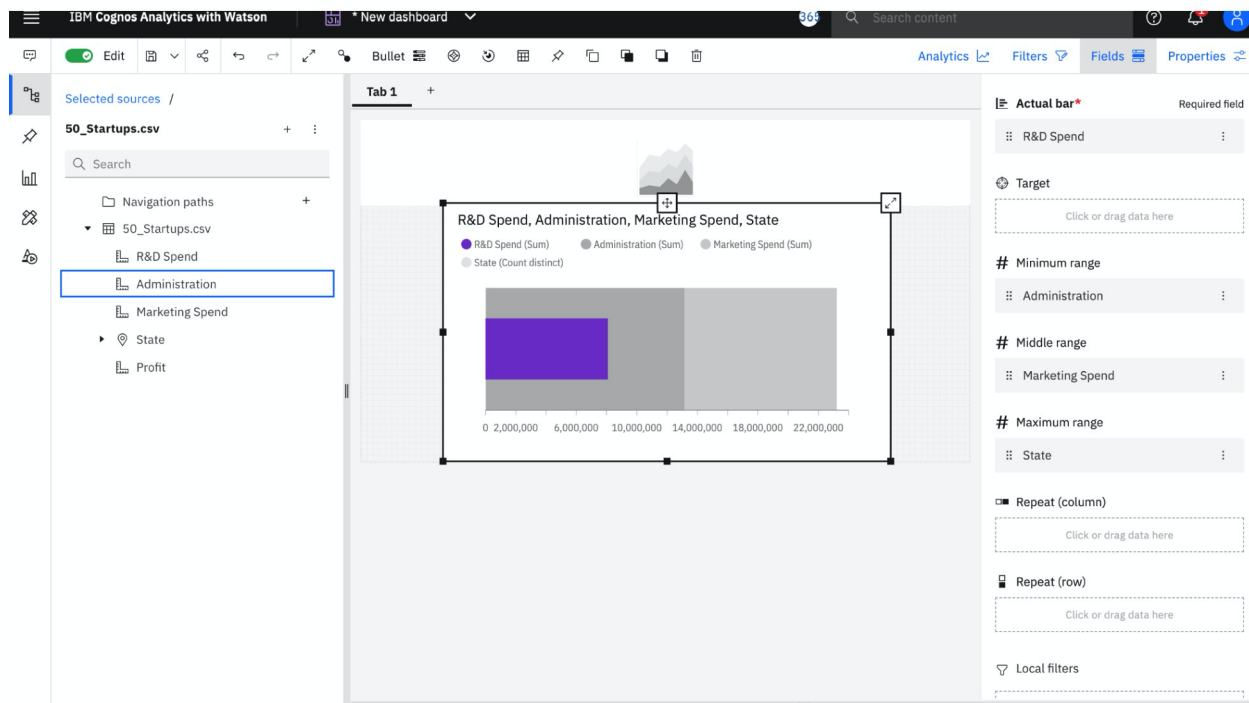 IBM Cognos Analytics with Watson
* New dashboard
365
Search content
Edit
Bullet
Analytics
Filters
Fields
Properties
Selected sources /
50_Startups.csv
Search
Navigation paths
50_Startups.csv
R&D Spend
Administration
Marketing Spend
State
Profit
Tab 1
R&D Spend, Administration, Marketing Spend, State
R&D Spend (Sum) Administration (Sum) Marketing Spend (Sum)
State (Count distinct)
0 2,000,000 6,000,000 10,000,000 14,000,000 18,000,000 22,000,000
Actual bar* Required field
R&D Spend
Target
Click or drag data here
# Minimum range
Administration
# Middle range
Marketing Spend
# Maximum range
State
Repeat (column)
Click or drag data here
Repeat (row)
Click or drag data here
Local filters